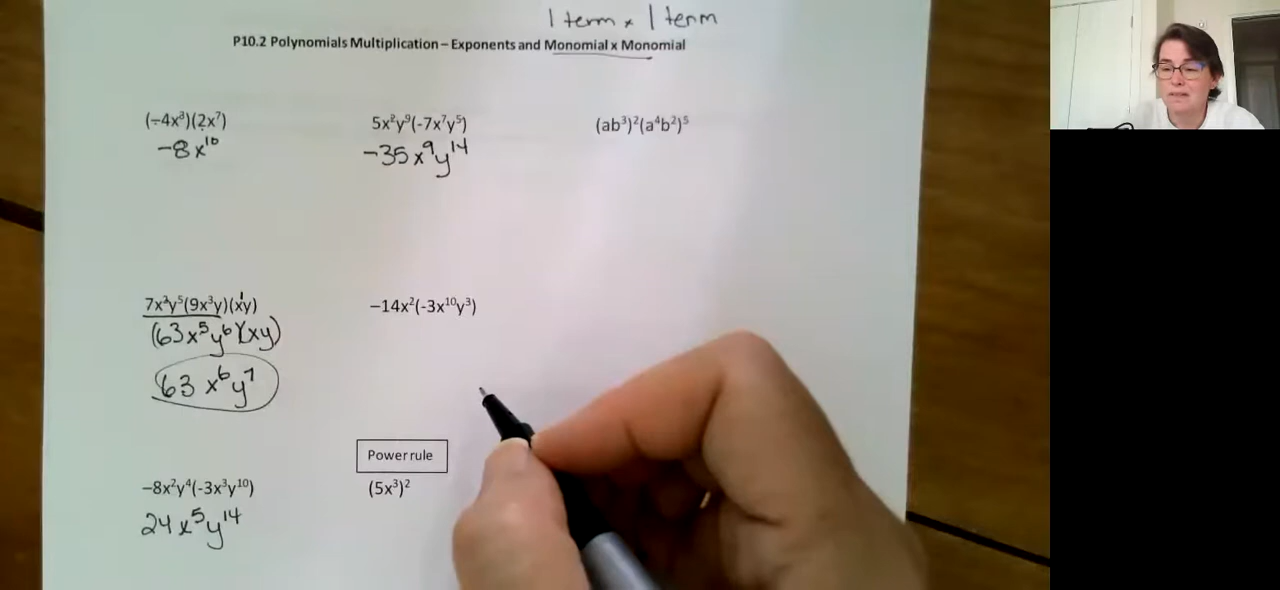 1 term x 1 term
P10.2 Polynomials Multiplication – Exponents and Monomial x Monomial
(-4x³)(2x⁷)
-8x¹⁰
5x²y⁹(-7x⁷y⁵)
-35x⁹y¹⁴
(ab³)²(a⁴b²)⁵
7x²y⁵(9x³y)(x¹y)
(63x⁵y⁶)(xy)
63x⁶y⁷
-14x²(-3x¹⁰y³)
-8x²y⁴(-3x³y¹⁰)
24x⁵y¹⁴
Power rule
(5x³)²